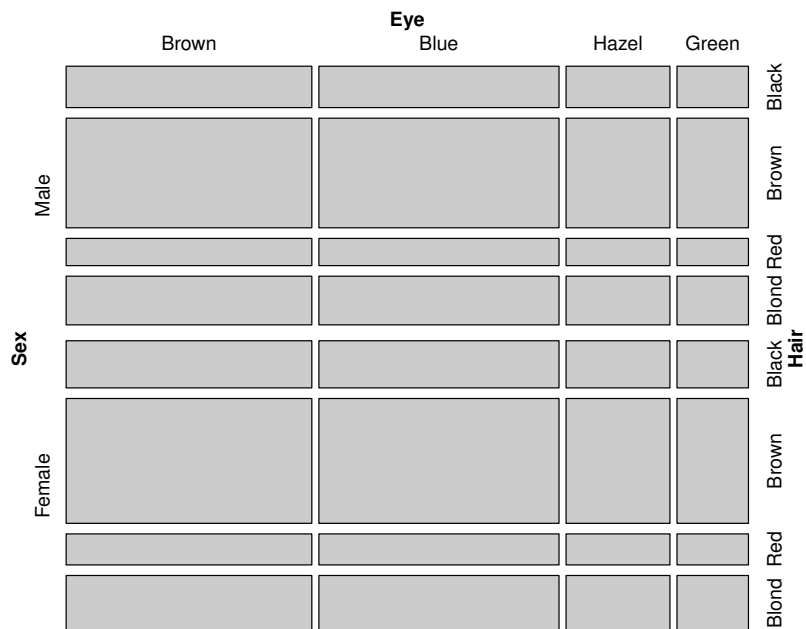 Eye
Brown Blue Hazel Green
Sex
Male
Female
Black
Brown
Red
Blond
Black
Brown
Red
Blond
Hair